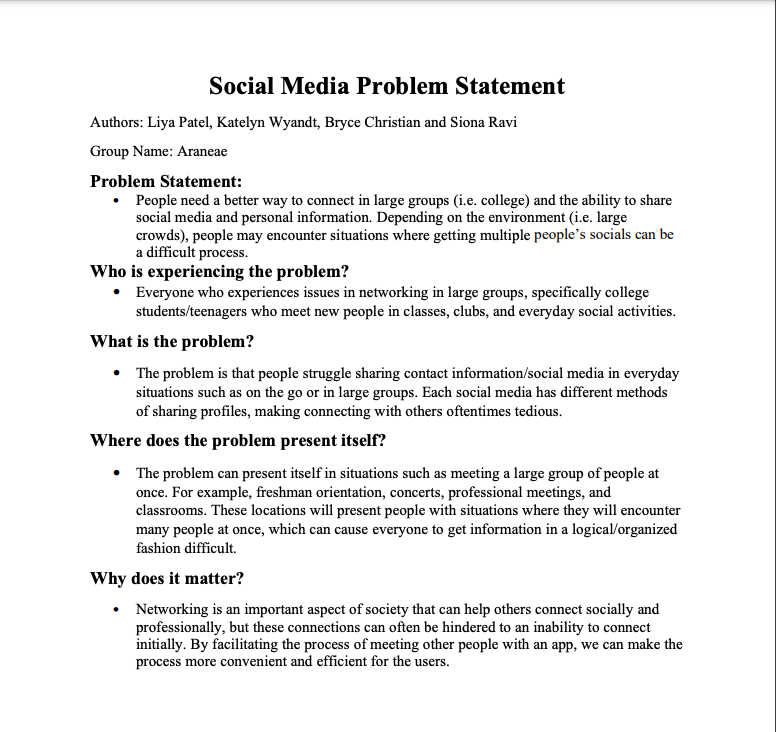 Social Media Problem Statement
Authors: Liya Patel, Katelyn Wyandt, Bryce Christian and Siona Ravi
Group Name: Araneae
Problem Statement:
• People need a better way to connect in large groups (i.e. college) and the ability to share
social media and personal information. Depending on the environment (i.e. large
crowds), people may encounter situations where getting multiple people’s socials can be
a difficult process.
Who is experiencing the problem?
• Everyone who experiences issues in networking in large groups, specifically college
students/teenagers who meet new people in classes, clubs, and everyday social activities.
What is the problem?
• The problem is that people struggle sharing contact information/social media in everyday
situations such as on the go or in large groups. Each social media has different methods
of sharing profiles, making connecting with others oftentimes tedious.
Where does the problem present itself?
• The problem can present itself in situations such as meeting a large group of people at
once. For example, freshman orientation, concerts, professional meetings, and
classrooms. These locations will present people with situations where they will encounter
many people at once, which can cause everyone to get information in a logical/organized
fashion difficult.
Why does it matter?
• Networking is an important aspect of society that can help others connect socially and
professionally, but these connections can often be hindered to an inability to connect
initially. By facilitating the process of meeting other people with an app, we can make the
process more convenient and efficient for the users.